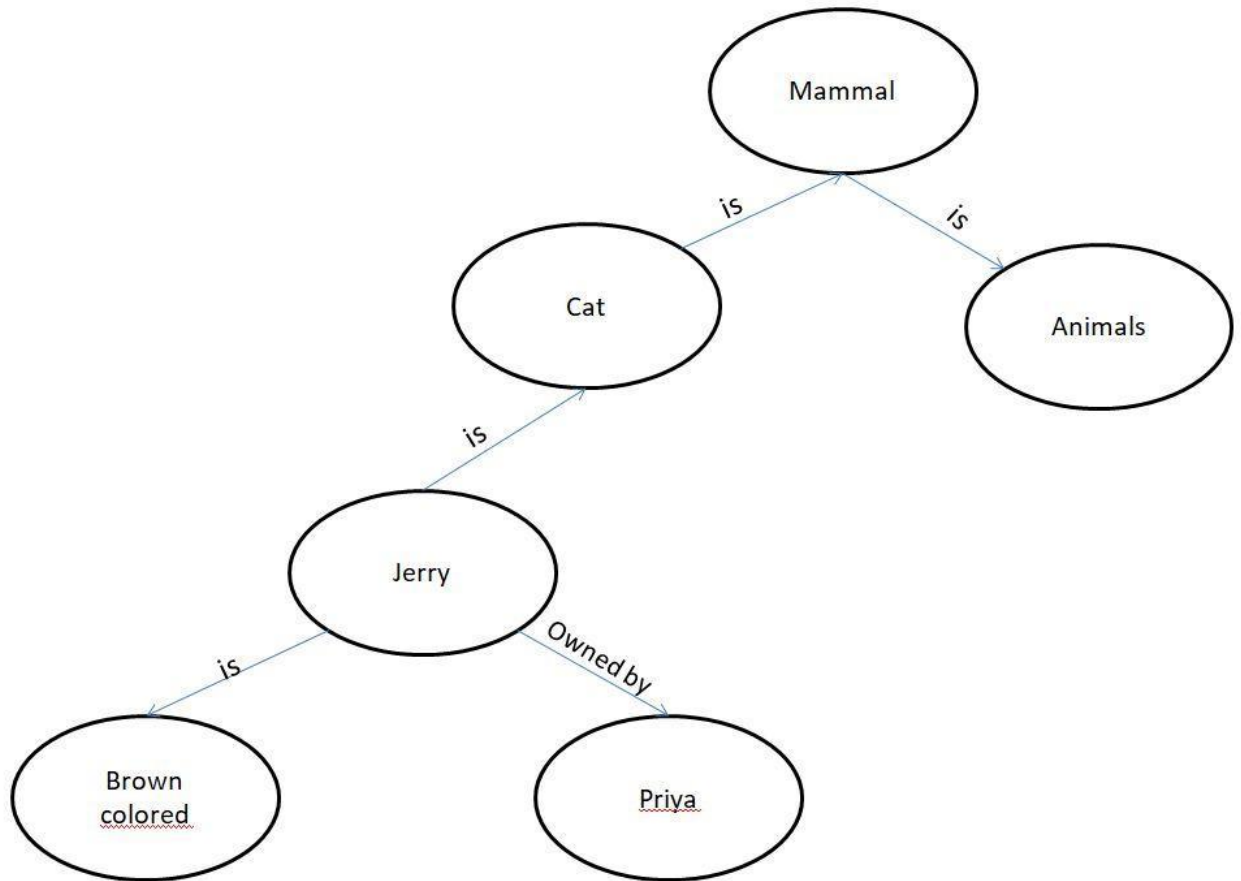 Mammal
is
is
Cat
Animals
is
Jerry
is
Owned by
Brown
colored
Priya